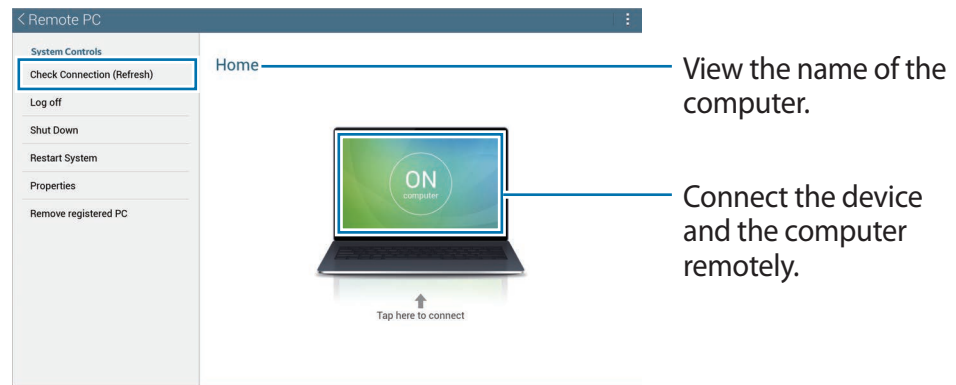 Remote PC
System Controls
Check Connection (Refresh)
Log off
Shut Down
Restart System
Properties
Remove registered PC
Home
ON
computer
Tap here to connect
View the name of the
computer.
Connect the device
and the computer
remotely.